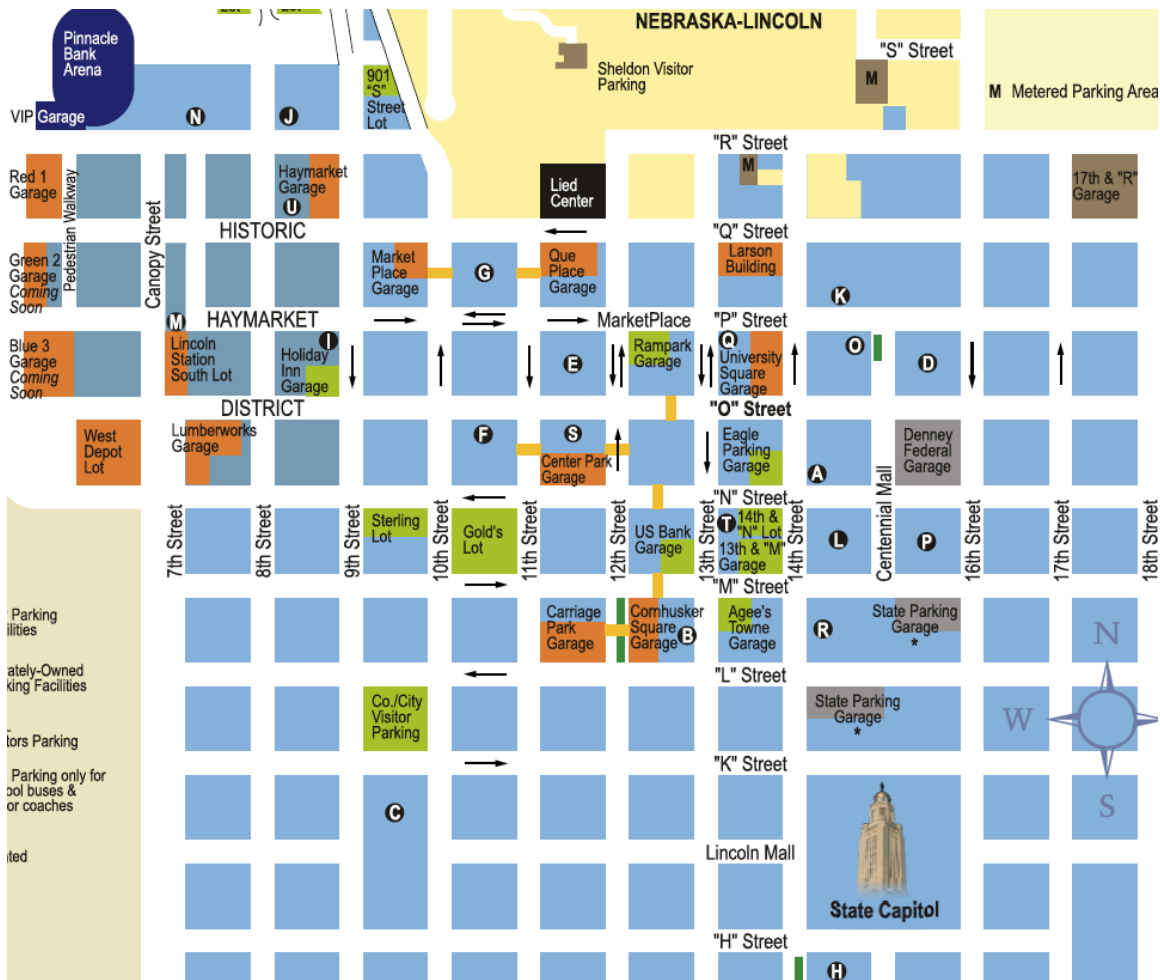 NEBRASKA-LINCOLN
Pinnacle
Bank
Arena
VIP Garage
N
J
901
"S"
Street
Lot
Sheldon Visitor
Parking
"S" Street
M
M Metered Parking Area
"R" Street
Red 1
Garage
Pedestrian Walkway
Canopy Street
Haymarket
Garage
U
Lied
Center
M
17th & "R"
Garage
HISTORIC
"Q" Street
Green 2
Garage
Coming
Soon
Market
Place
Garage
G
Que
Place
Garage
Larson
Building
K
M
HAYMARKET
MarketPlace
"P" Street
Blue 3
Garage
Coming
Soon
Lincoln
Station
South Lot
I
Holiday
Inn
Garage
E
Rampark
Garage
Q
University
Square
Garage
O
D
DISTRICT
"O" Street
West
Depot
Lot
Lumberworks
Garage
F
S
Center Park
Garage
Eagle
Parking
Garage
A
Denney
Federal
Garage
"N" Street
7th Street
8th Street
9th Street
Sterling
Lot
10th Street
Gold's
Lot
11th Street
12th Street
US Bank
Garage
13th Street
T
14th &
"N" Lot
13th & "M"
Garage
14th Street
L
Centennial Mall
P
16th Street
17th Street
18th Street
"M" Street
Carriage
Park
Garage
Cornhusker
Square
Garage
B
Agee's
Towne
Garage
R
State Parking
Garage
*
"L" Street
Co./City
Visitor
Parking
State Parking
Garage
*
N
W
S
"K" Street
C
Lincoln Mall
State Capitol
"H" Street
H
Parking
Parking Facilities
Parking
Parking only for
buses &
coaches